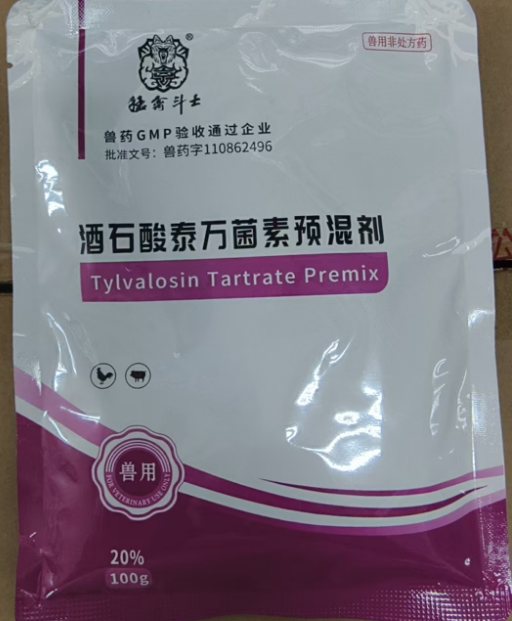 兽用非处方药
®
猛禽斗士
兽药GMP验收通过企业
批准文号：兽药字110862496
酒石酸泰万菌素预混剂
Tylvalosin Tartrate Premix
兽用
FOR VETERINARY USE ONLY
20%
100g